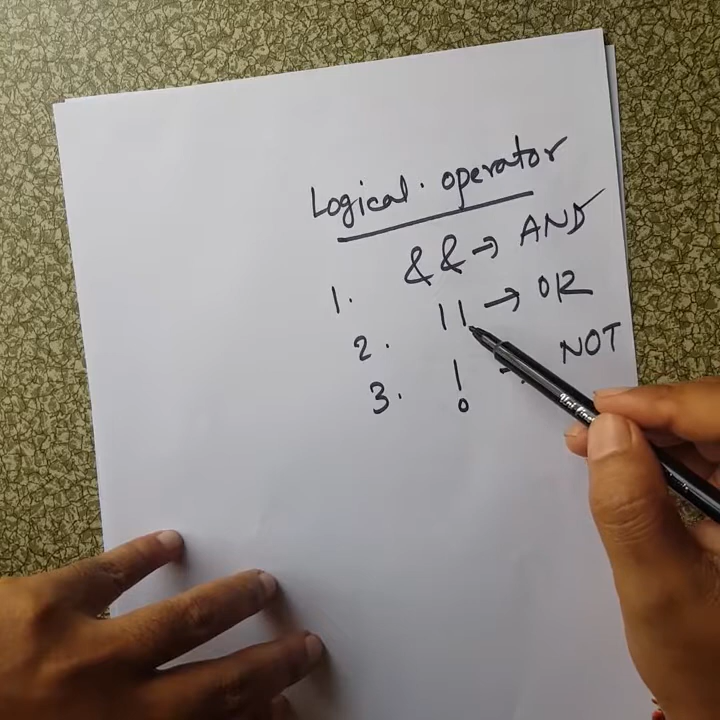 Logical. operator
1. && → AND
2. || → OR
3. ! → NOT